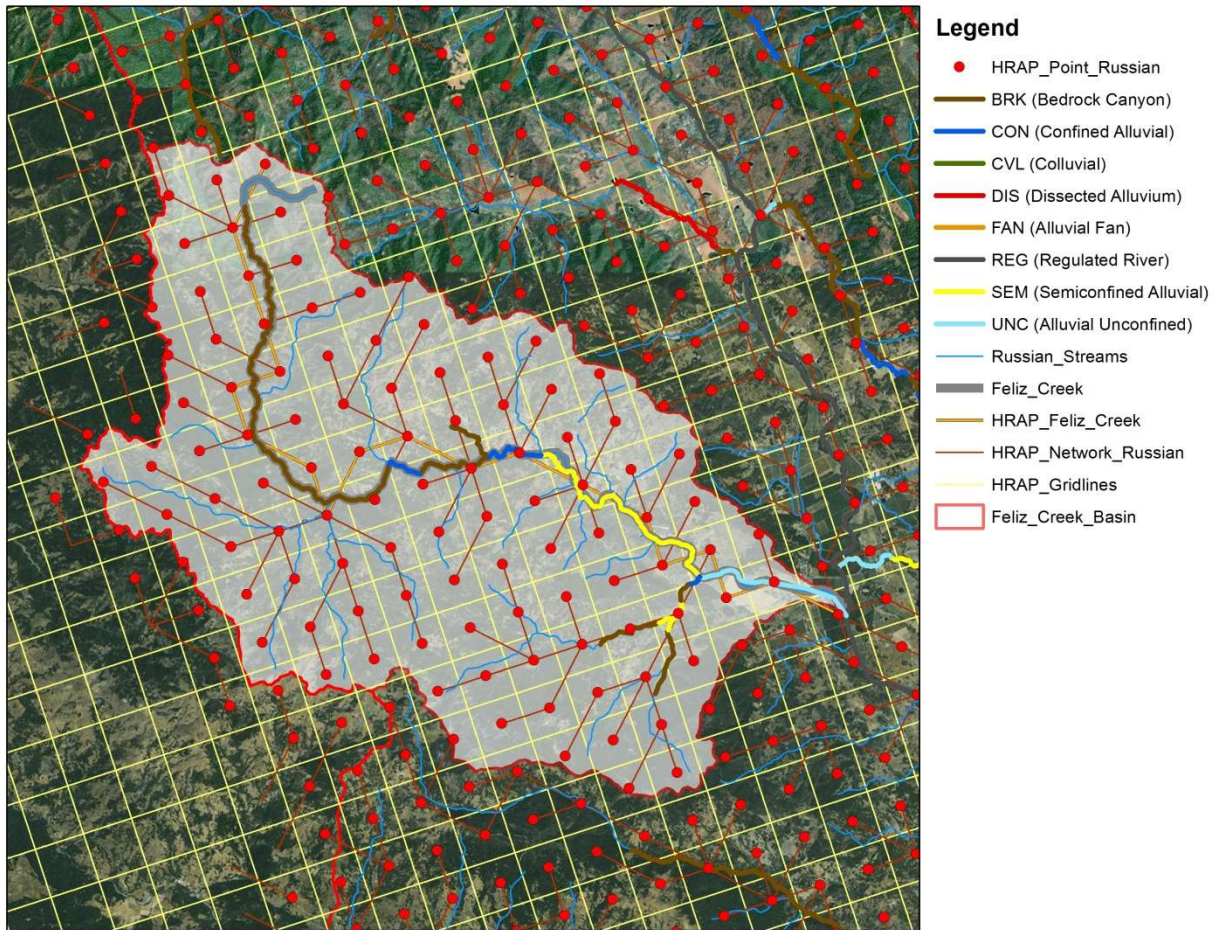 Legend
HRAP_Point_Russian
BRK (Bedrock Canyon)
CON (Confined Alluvial)
CVL (Colluvial)
DIS (Dissected Alluvium)
FAN (Alluvial Fan)
REG (Regulated River)
SEM (Semiconfined Alluvial)
UNC (Alluvial Unconfined)
Russian_Streams
Feliz_Creek
HRAP_Feliz_Creek
HRAP_Network_Russian
HRAP_Gridlines
Feliz_Creek_Basin